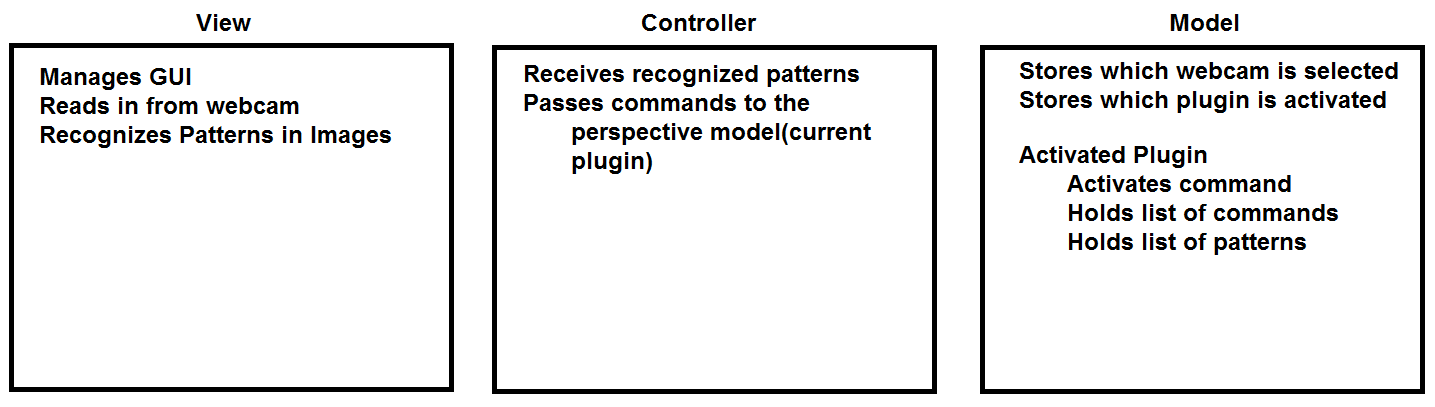 View
Manages GUI
Reads in from webcam
Recognizes Patterns in Images
Controller
Receives recognized patterns
Passes commands to the
perspective model(current
plugin)
Model
Stores which webcam is selected
Stores which plugin is activated
Activated Plugin
Activates command
Holds list of commands
Holds list of patterns